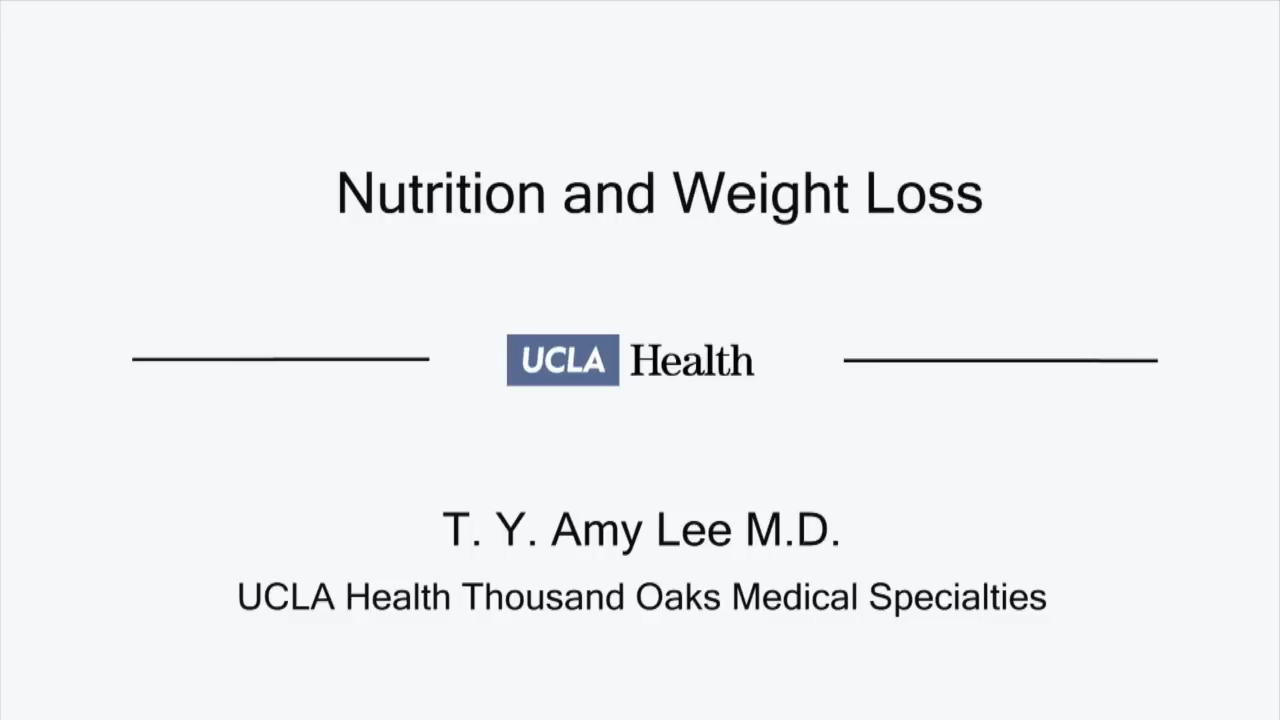 Nutrition and Weight Loss
UCLA Health
T. Y. Amy Lee M.D.
UCLA Health Thousand Oaks Medical Specialties